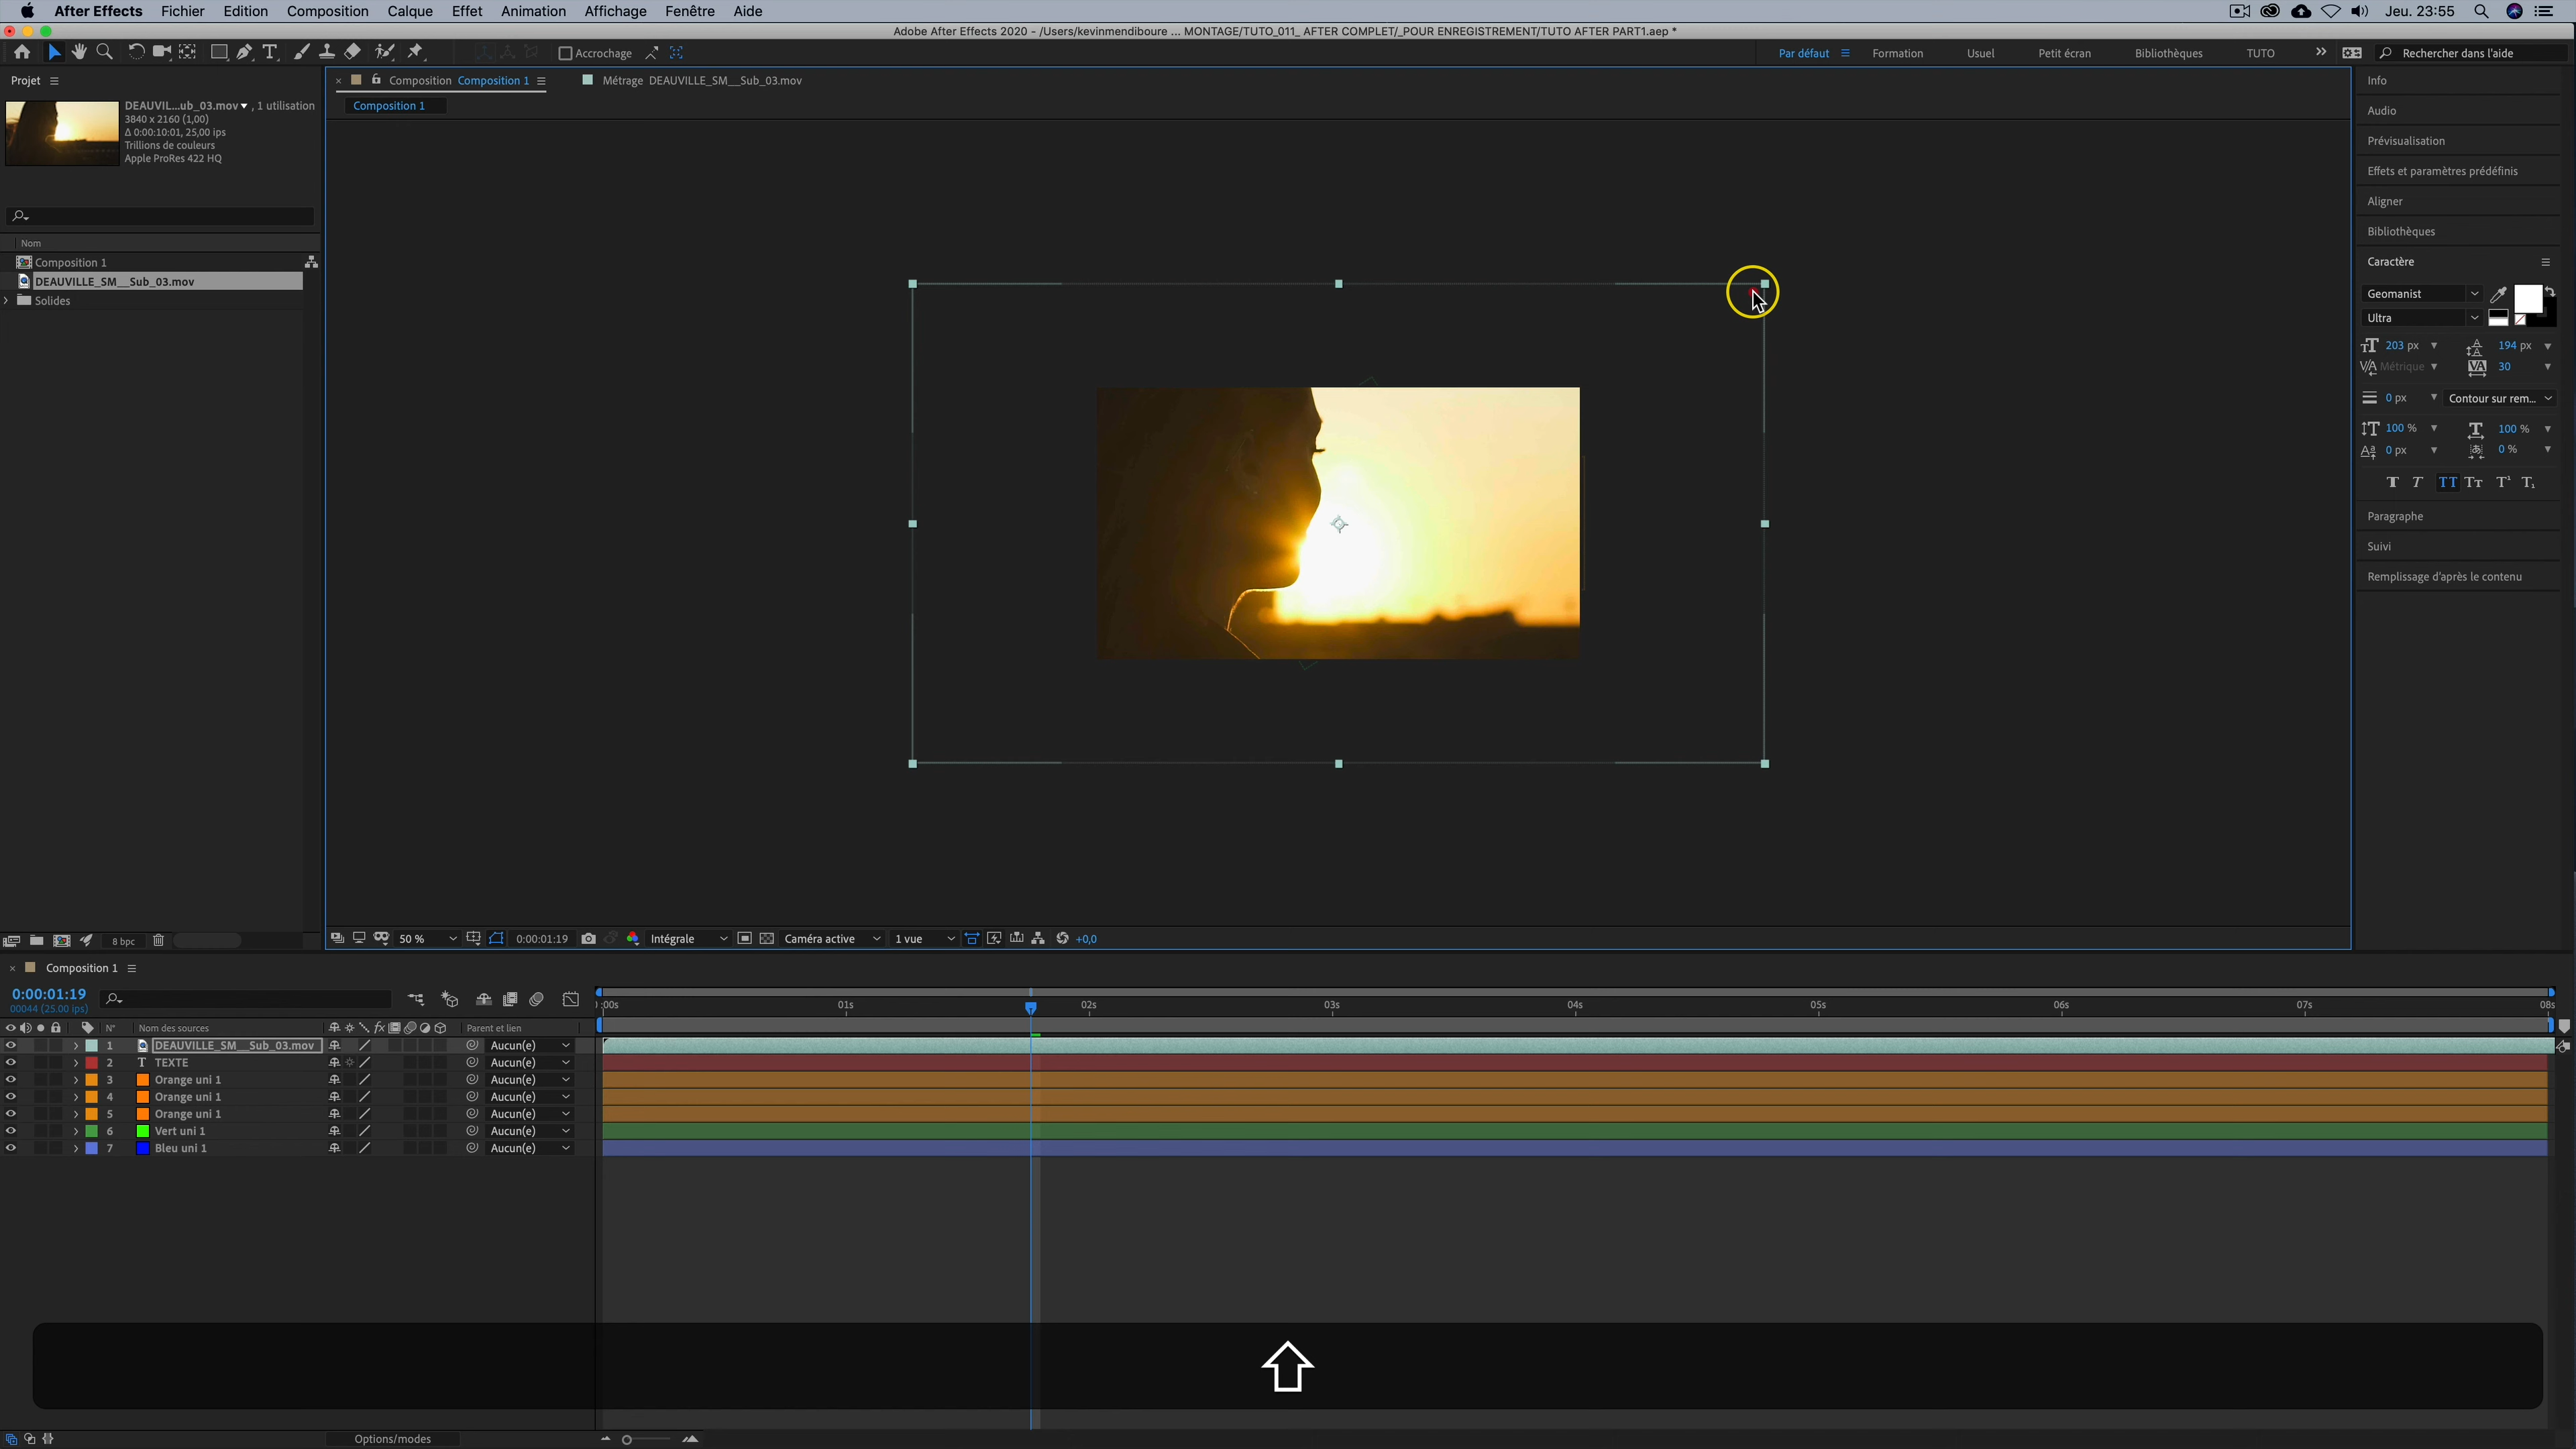 After Effects Fichier Edition Composition Calque Effet Animation Affichage Fenêtre Aide Jeu. 23:55
Adobe After Effects 2020 - /Users/kevinmendiboure ... MONTAGE/TUTO_011_ AFTER COMPLET/_POUR ENREGISTREMENT/TUTO AFTER PART1.aep *
Accrochage Par défaut Formation Usuel Petit écran Bibliothèques TUTO Rechercher dans l'aide
Projet
DEAUVIL...ub_03.mov , 1 utilisation
3840 x 2160 (1,00)
Δ 0:00:10:01, 25,00 ips
Trillions de couleurs
Apple ProRes 422 HQ
Nom
Composition 1
DEAUVILLE_SM__Sub_03.mov
Solides
8 bpc
Composition Composition 1 Métrage DEAUVILLE_SM__Sub_03.mov
Composition 1
50 % 0:00:01:19 Intégrale Caméra active 1 vue +0,0
Info
Audio
Prévisualisation
Effets et paramètres prédéfinis
Aligner
Bibliothèques
Caractère
Geomanist
Ultra
203 px 194 px
Métrique 30
0 px Contour sur rem...
100 % 100 %
0 px 0 %
Paragraphe
Suivi
Remplissage d'après le contenu
Composition 1
0:00:01:19
00044 (25.00 ips)
:00s 01s 02s 03s 04s 05s 06s 07s 08s
N° Nom des sources Parent et lien
1 DEAUVILLE_SM__Sub_03.mov Aucun(e)
2 TEXTE Aucun(e)
3 Orange uni 1 Aucun(e)
4 Orange uni 1 Aucun(e)
5 Orange uni 1 Aucun(e)
6 Vert uni 1 Aucun(e)
7 Bleu uni 1 Aucun(e)
Options/modes